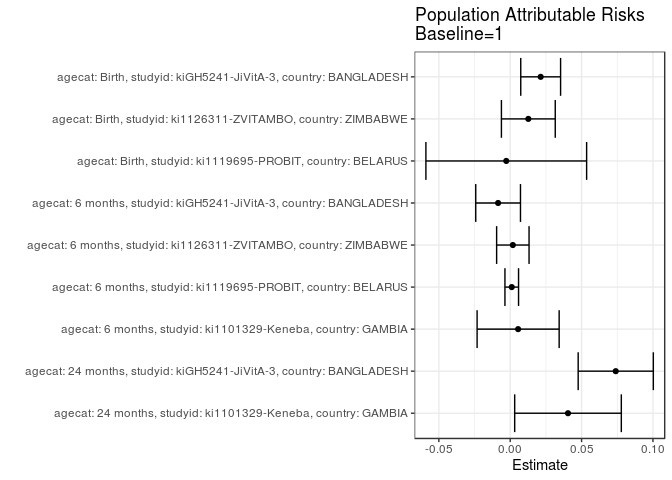 Population Attributable Risks
Baseline=1
agecat: Birth, studyid: kiGH5241-JiVitA-3, country: BANGLADESH
agecat: Birth, studyid: ki1126311-ZVITAMBO, country: ZIMBABWE
agecat: Birth, studyid: ki1119695-PROBIT, country: BELARUS
agecat: 6 months, studyid: kiGH5241-JiVitA-3, country: BANGLADESH
agecat: 6 months, studyid: ki1126311-ZVITAMBO, country: ZIMBABWE
agecat: 6 months, studyid: ki1119695-PROBIT, country: BELARUS
agecat: 6 months, studyid: ki1101329-Keneba, country: GAMBIA
agecat: 24 months, studyid: kiGH5241-JiVitA-3, country: BANGLADESH
agecat: 24 months, studyid: ki1101329-Keneba, country: GAMBIA
-0.05 0.00 0.05 0.10
Estimate